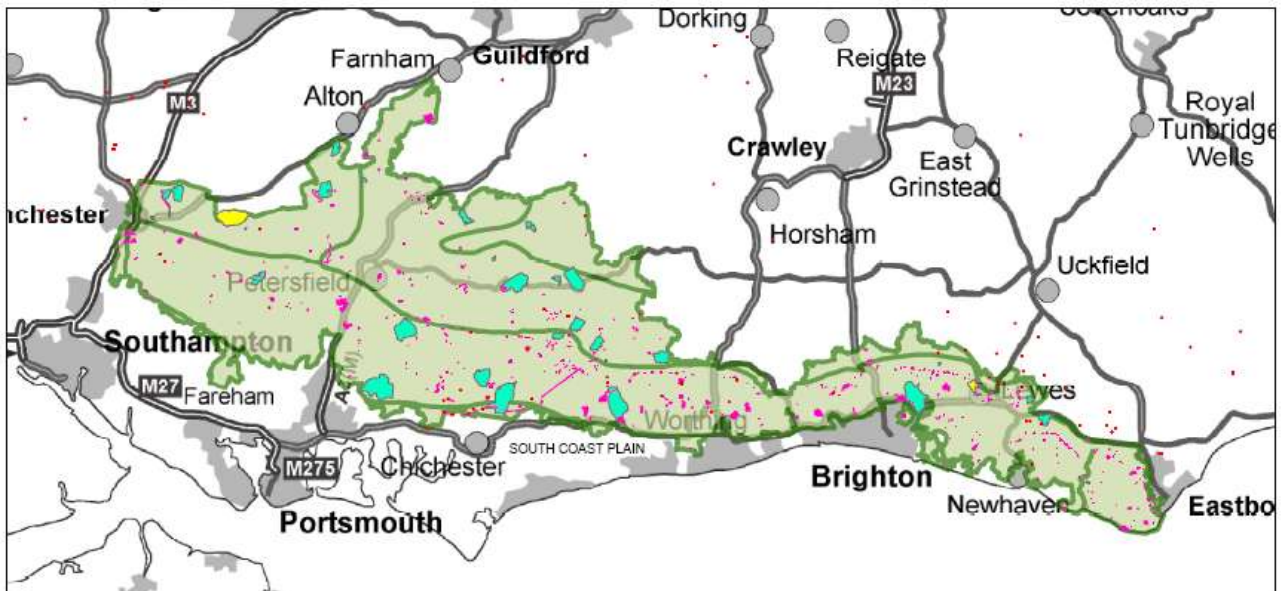 Dorking
Farnham
Guildford
Reigate
M23
M3
Alton
Royal
Tunbridge
Wells
Crawley
East
Grinstead
nchester
Horsham
Petersfield
Uckfield
Southampton
M27
Fareham
Lewes
Worthing
SOUTH COAST PLAIN
M275
Chichester
Brighton
Newhaven
Eastbo
Portsmouth